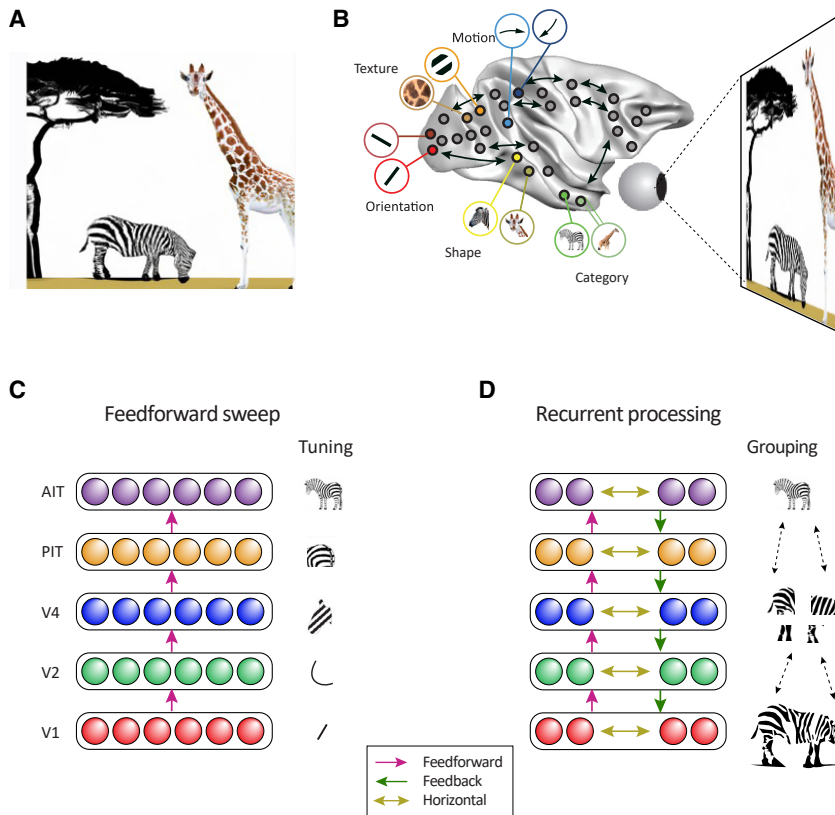 A
B
Motion
Texture
Orientation
Shape
Category
C
Feedforward sweep
Tuning
AIT
PIT
V4
V2
V1
D
Recurrent processing
Grouping
Feedforward
Feedback
Horizontal